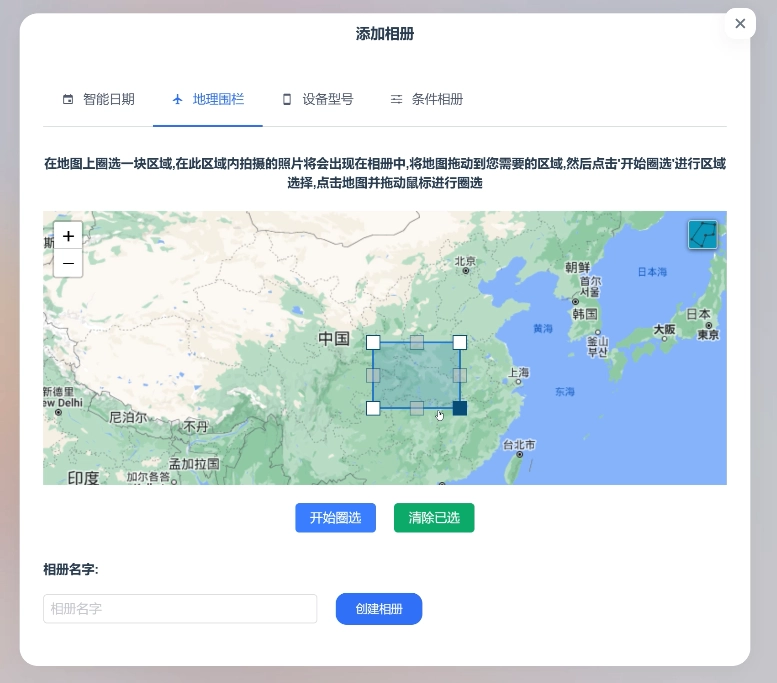 添加相册
智能日期
地理围栏
设备型号
条件相册
在地图上圈选一块区域,在此区域内拍摄的照片将会出现在相册中,将地图拖动到您需要的区域,然后点击'开始圈选'进行区域
选择,点击地图并拖动鼠标进行圈选
+
−
北京
朝鲜
首尔
서울
日本海
韩国
日本
东京
大阪
黄海
釜山
부산
中国
上海
东海
新德里
ew Delhi
尼泊尔
不丹
台北市
孟加拉国
印度
加尔各答
开始圈选
清除已选
相册名字:
相册名字
创建相册